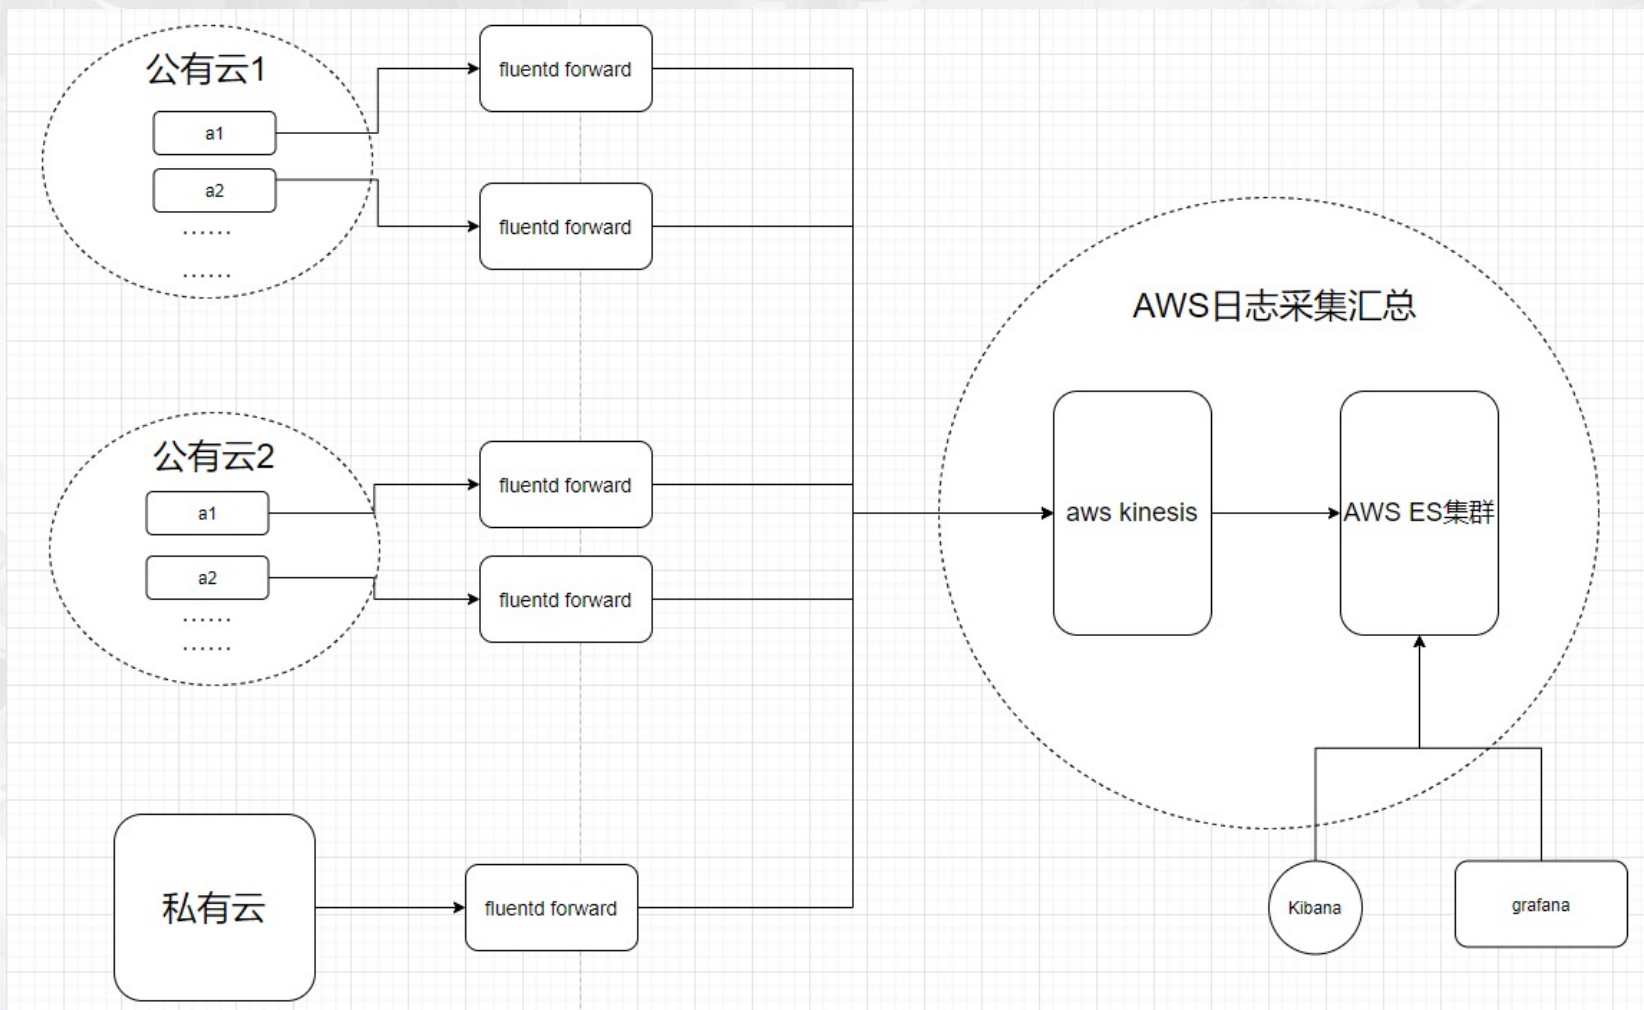 公有云1
a1
a2
......
......
fluentd forward
fluentd forward
公有云2
a1
a2
......
......
fluentd forward
fluentd forward
私有云
fluentd forward
AWS日志采集汇总
aws kinesis
AWS ES集群
Kibana
grafana